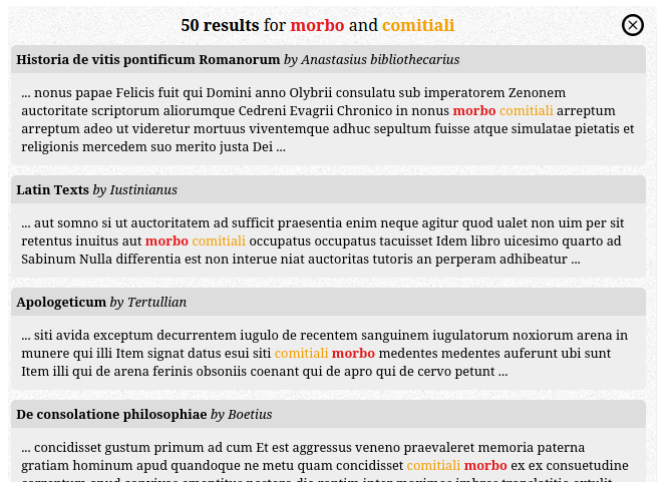 50 results for morbo and comitiali
Historia de vitis pontificum Romanorum by Anastasius bibliothecarius
... nonus papae Felicis fuit qui Domini anno Olybrii consulatu sub imperatorem Zenonem
auctoritate scriptorum aliorumque Cedreni Evagrii Chronico in nonus morbo comitiali arreptum
arreptum adeo ut videretur mortuus viventemque adhuc sepultum fuisse atque simulatae pietatis et
religionis mercedem suo merito justa Dei ...
Latin Texts by Iustinianus
... aut somno si ut auctoritatem ad sufficit praesentia enim neque agitur quod ualet non uim per sit
retentus inuitus aut morbo comitiali occupatus occupatus tacuisset Idem libro uicesimo quarto ad
Sabinum Nulla differentia est non interue niat auctoritas tutoris an perperam adhibeatur ...
Apologeticum by Tertullian
... siti avida exceptum decurrentem iugulo de recentem sanguinem iugulatorum noxiorum arena in
munere qui illi Item signat datus esui siti comitiali morbo medentes medentes auferunt ubi sunt
Item illi qui de arena ferinis obsoniis coenant qui de apro qui de cervo petunt ...
De consolatione philosophiae by Boetius
... concidisset gustum primum ad cum Et est aggressus veneno praevaleret memoria paterna
gratiam hominum apud quandoque ne metu quam concidisset comitiali morbo ex ex consuetudine